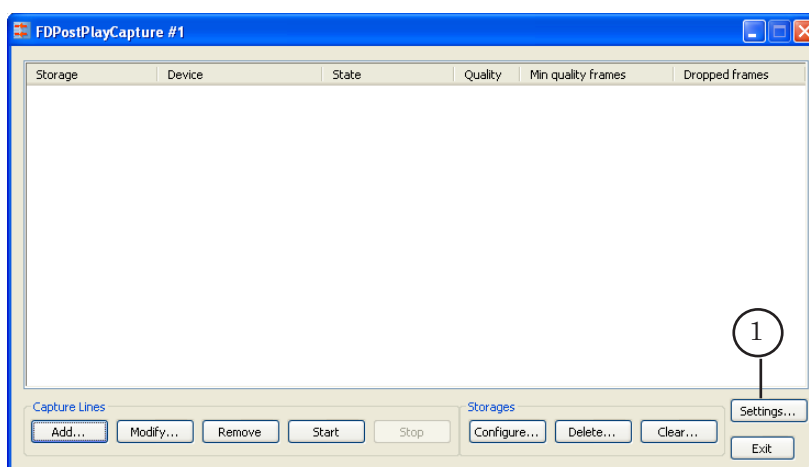 FDPostPlayCapture #1
Storage Device State Quality Min quality frames Dropped frames
1
Capture Lines Storages Settings...
Add... Modify... Remove Start Stop Configure... Delete... Clear...
Exit